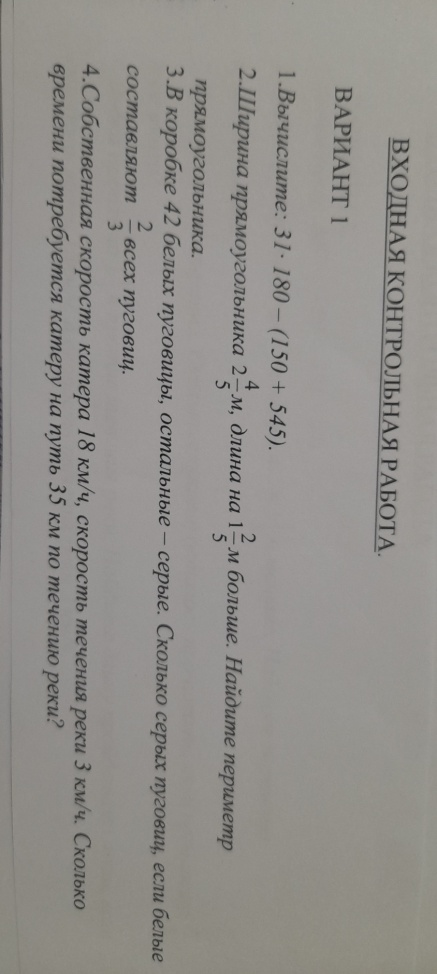 ВХОДНАЯ КОНТРОЛЬНАЯ РАБОТА.
ВАРИАНТ 1
1.Вычислите: 31· 180 – (150 + 545).
2.Ширина прямоугольника 2 4/5 м, длина на 1 2/5 м больше. Найдите периметр
прямоугольника.
3.В коробке 42 белых пуговицы, остальные – серые. Сколько серых пуговиц, если белые
составляют 2/3 всех пуговиц.
4.Собственная скорость катера 18 км/ч, скорость течения реки 3 км/ч. Сколько
времени потребуется катеру на путь 35 км по течению реки?